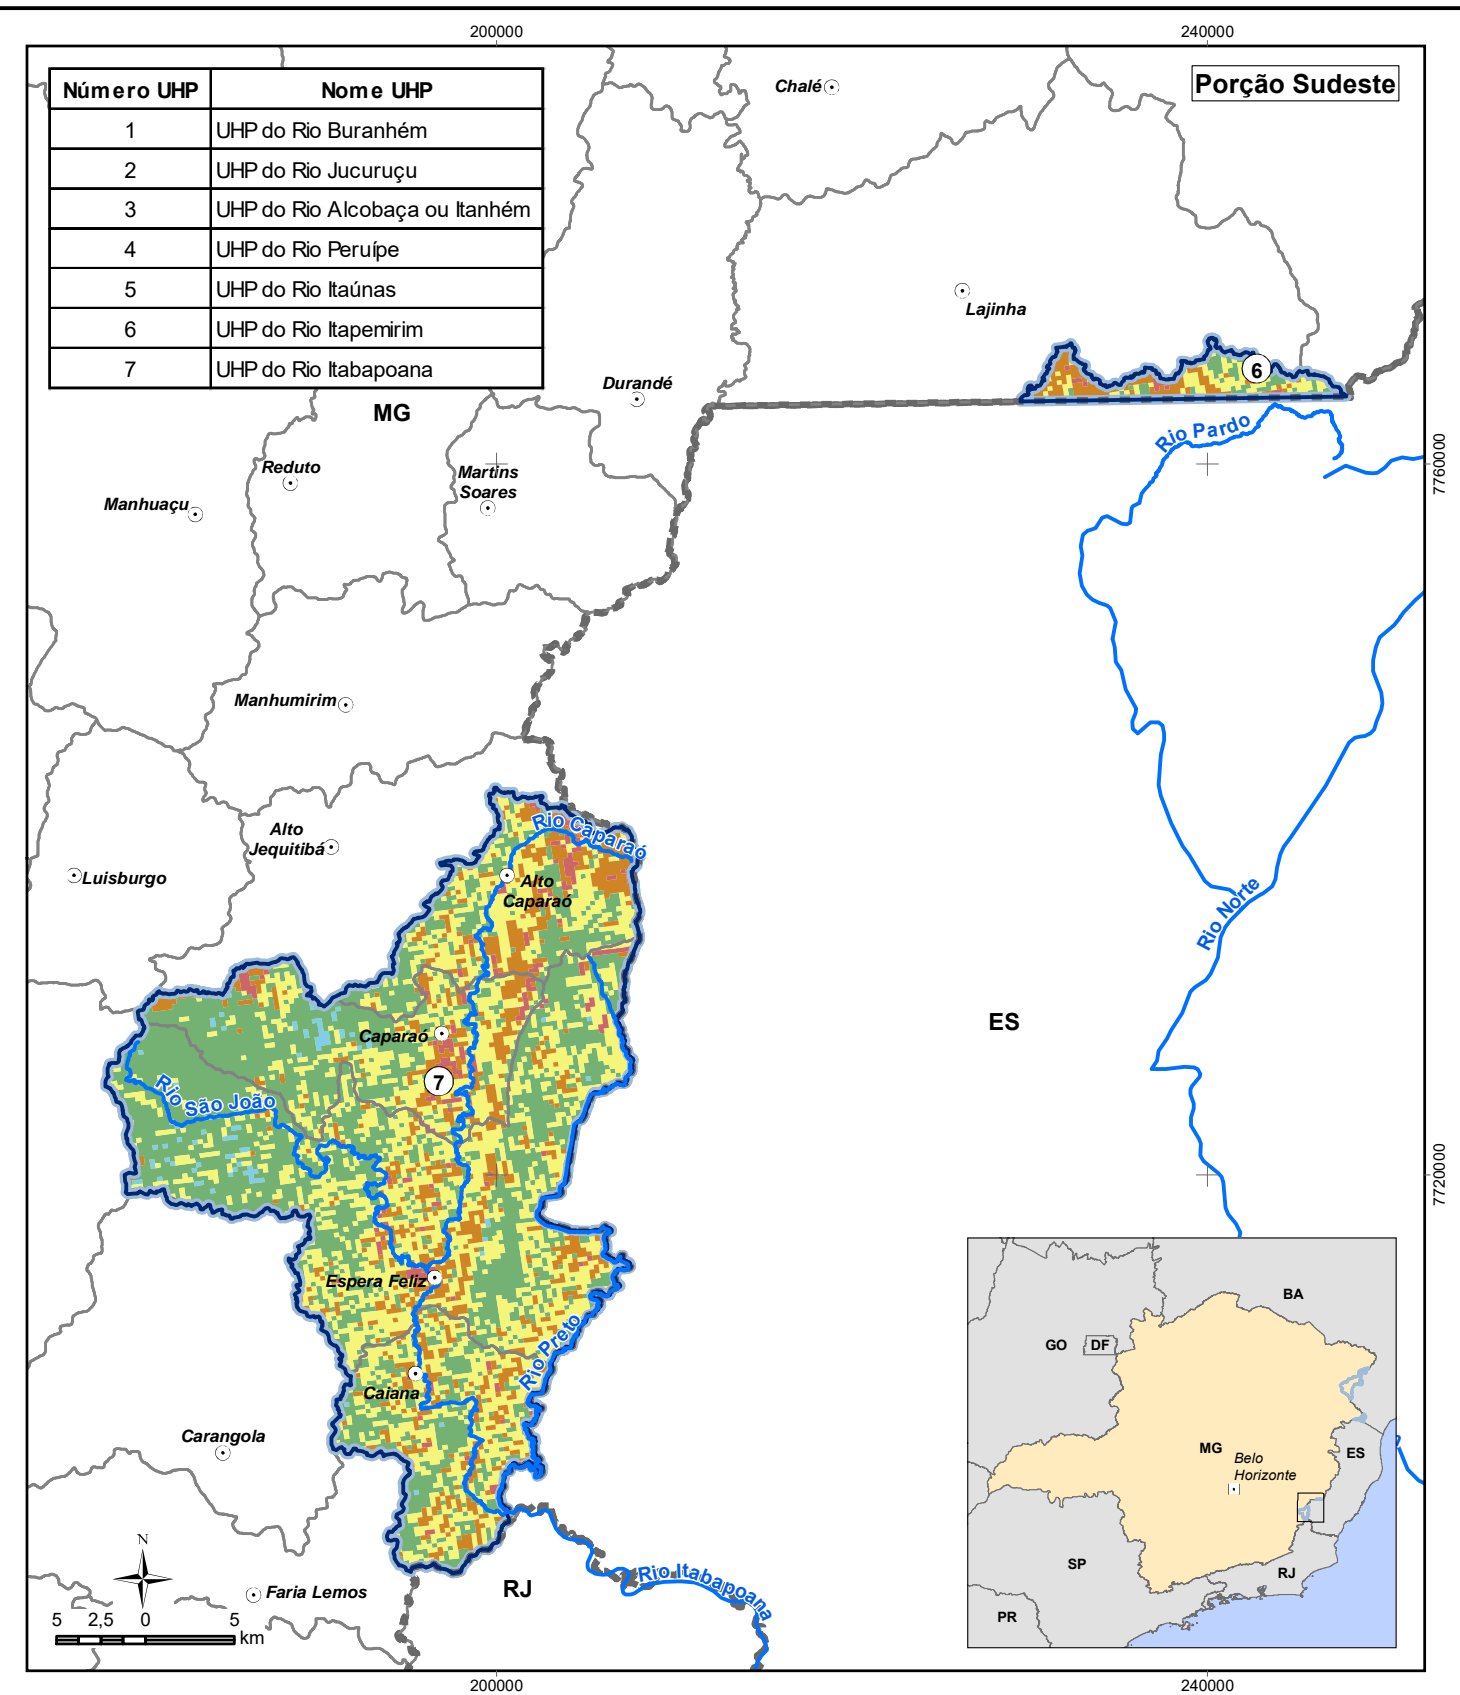 200000
240000
Número UHP
Nome UHP
1
UHP do Rio Buranhém
2
UHP do Rio Jucuruçu
3
UHP do Rio Alcobaça ou Itanhém
4
UHP do Rio Peruípe
5
UHP do Rio Itaúnas
6
UHP do Rio Itapemirim
7
UHP do Rio Itabapoana
Porção Sudeste
Chalé
Lajinha
6
Durandé
MG
Rio Pardo
7760000
Reduto
Martins
Soares
Manhuaçu
Manhumirim
Alto
Jequitibá
Luisburgo
Rio Caparaó
Alto
Caparaó
Rio Norte
Caparaó
ES
7
Rio São João
7720000
Espera Feliz
Rio Preto
Caiana
Carangola
Faria Lemos
RJ
Rio Itabapoana
N
5
2,5
0
5
km
BA
GO
DF
MG
Belo
Horizonte
ES
SP
RJ
PR
200000
240000